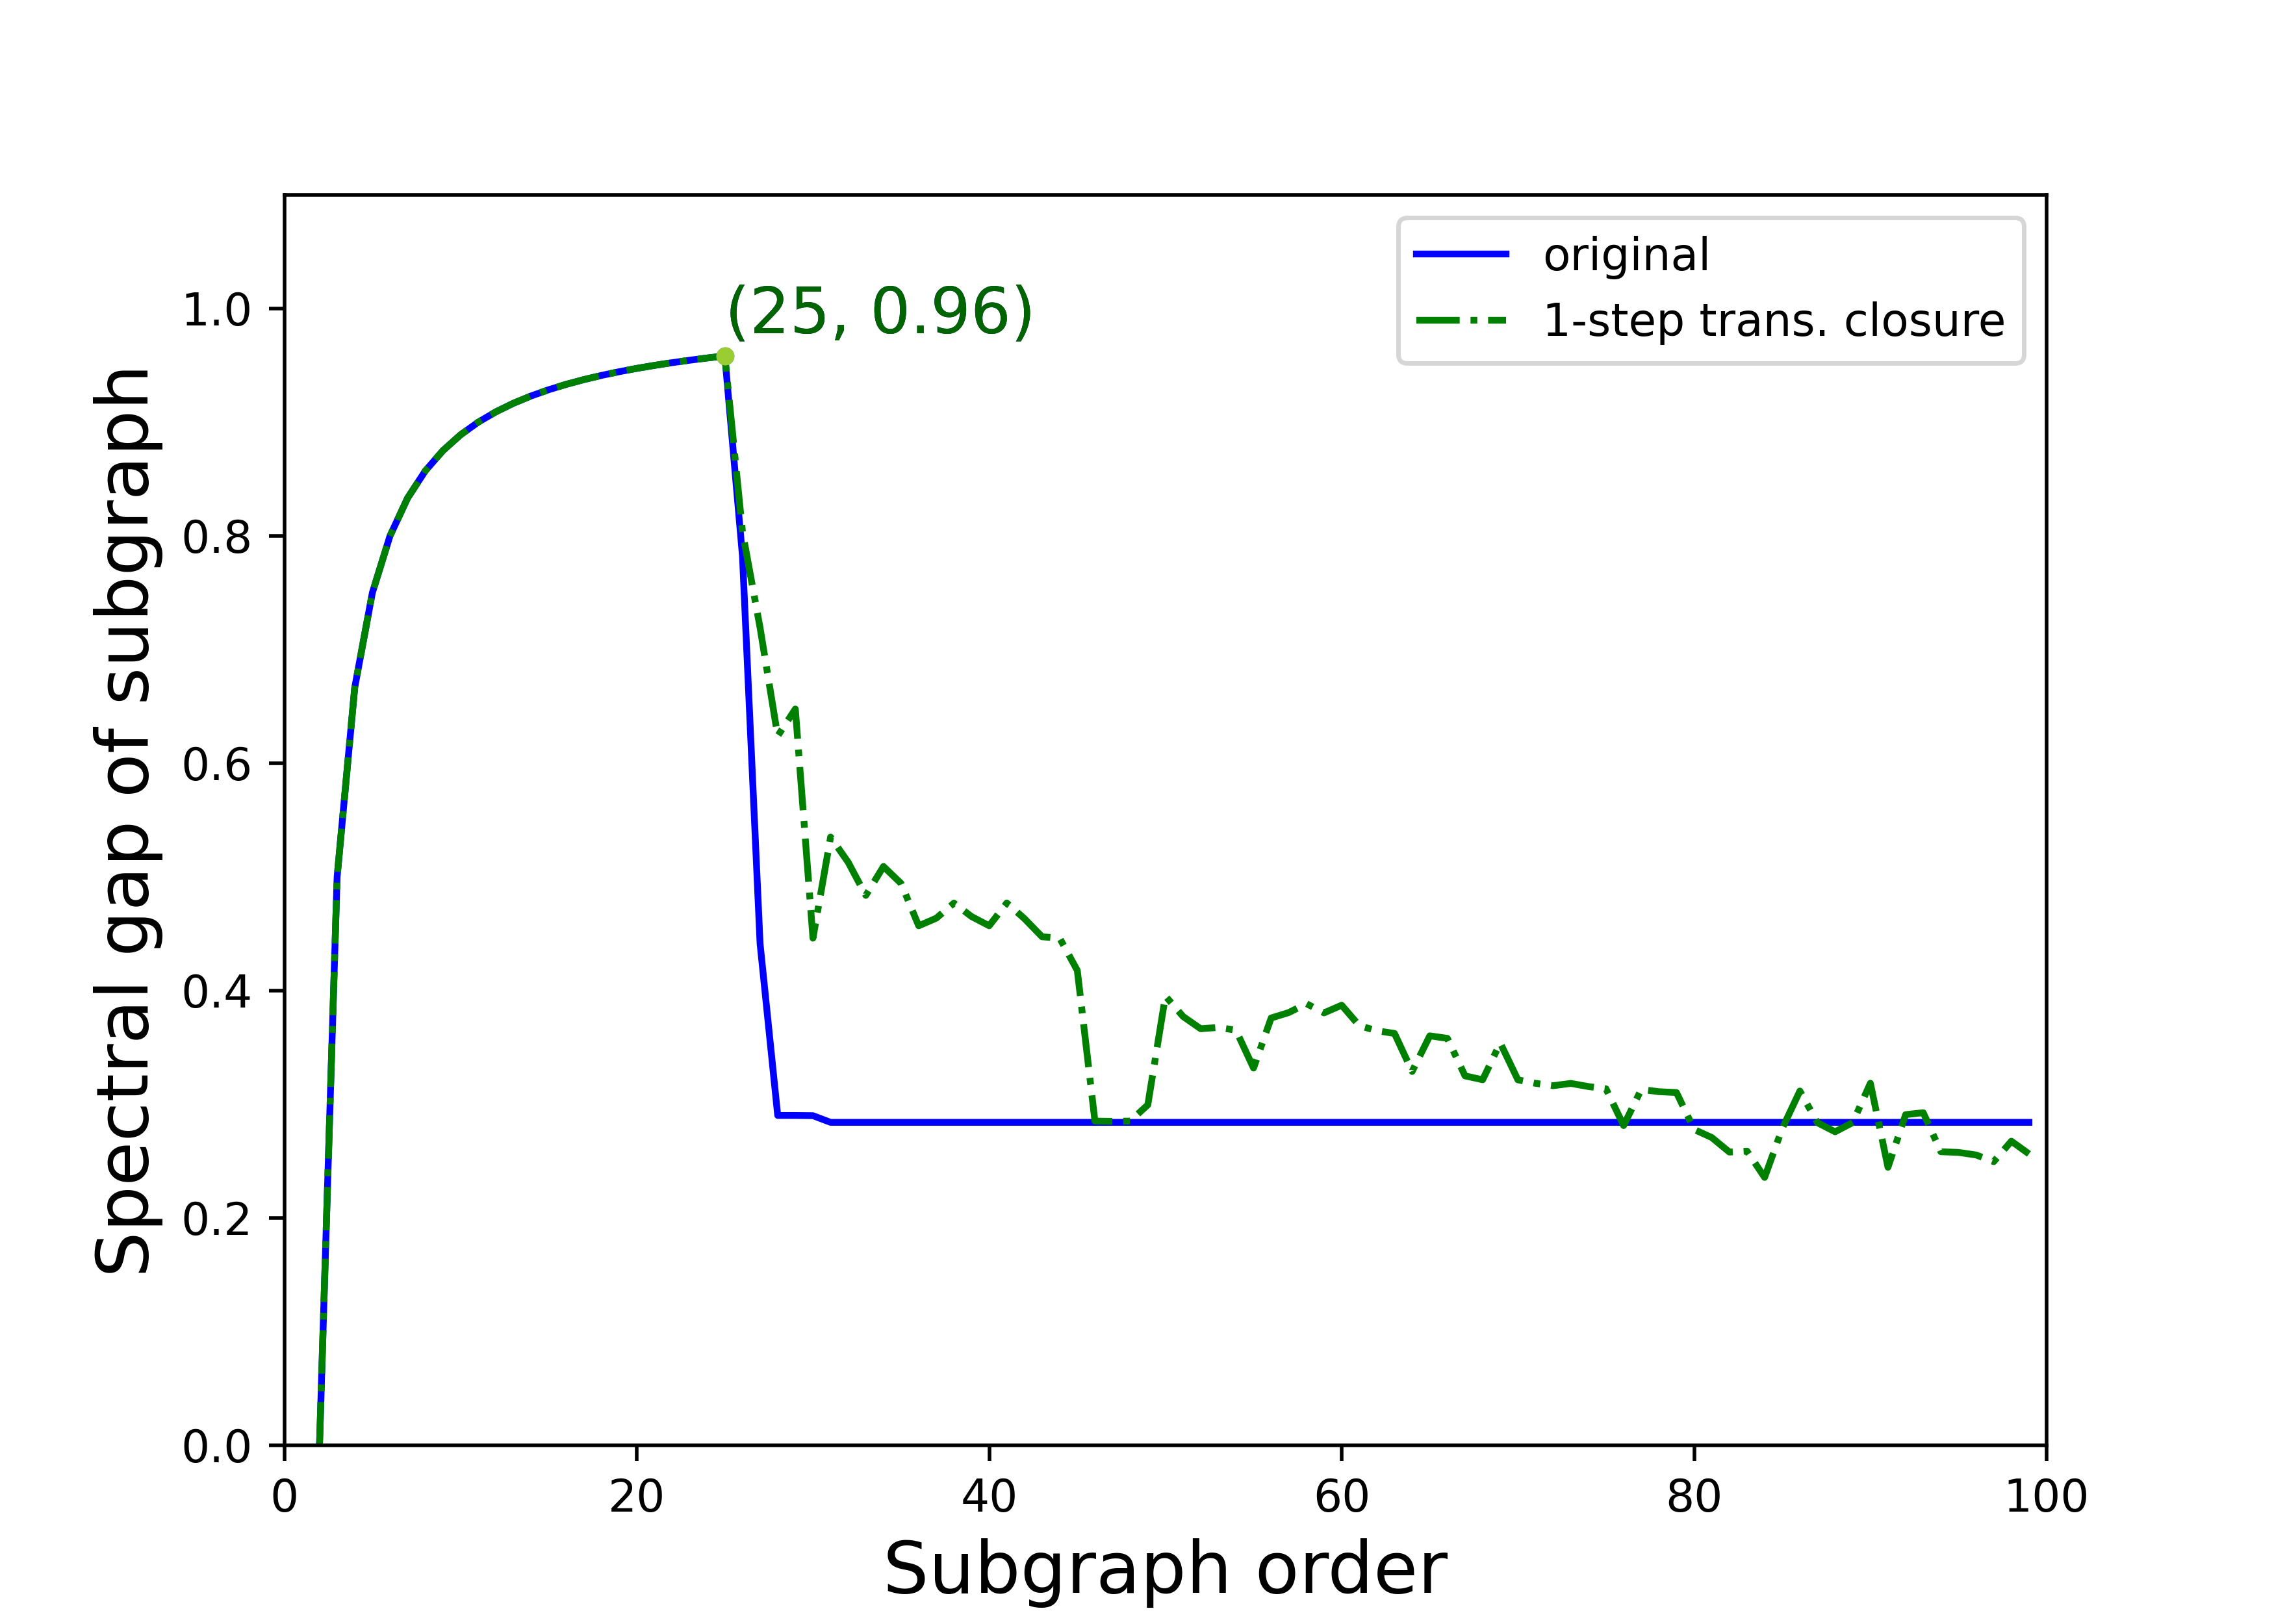 original
1-step trans. closure
(25, 0.96)
Spectral gap of subgraph
1.0
0.8
0.6
0.4
0.2
0.0
0 20 40 60 80 100
Subgraph order